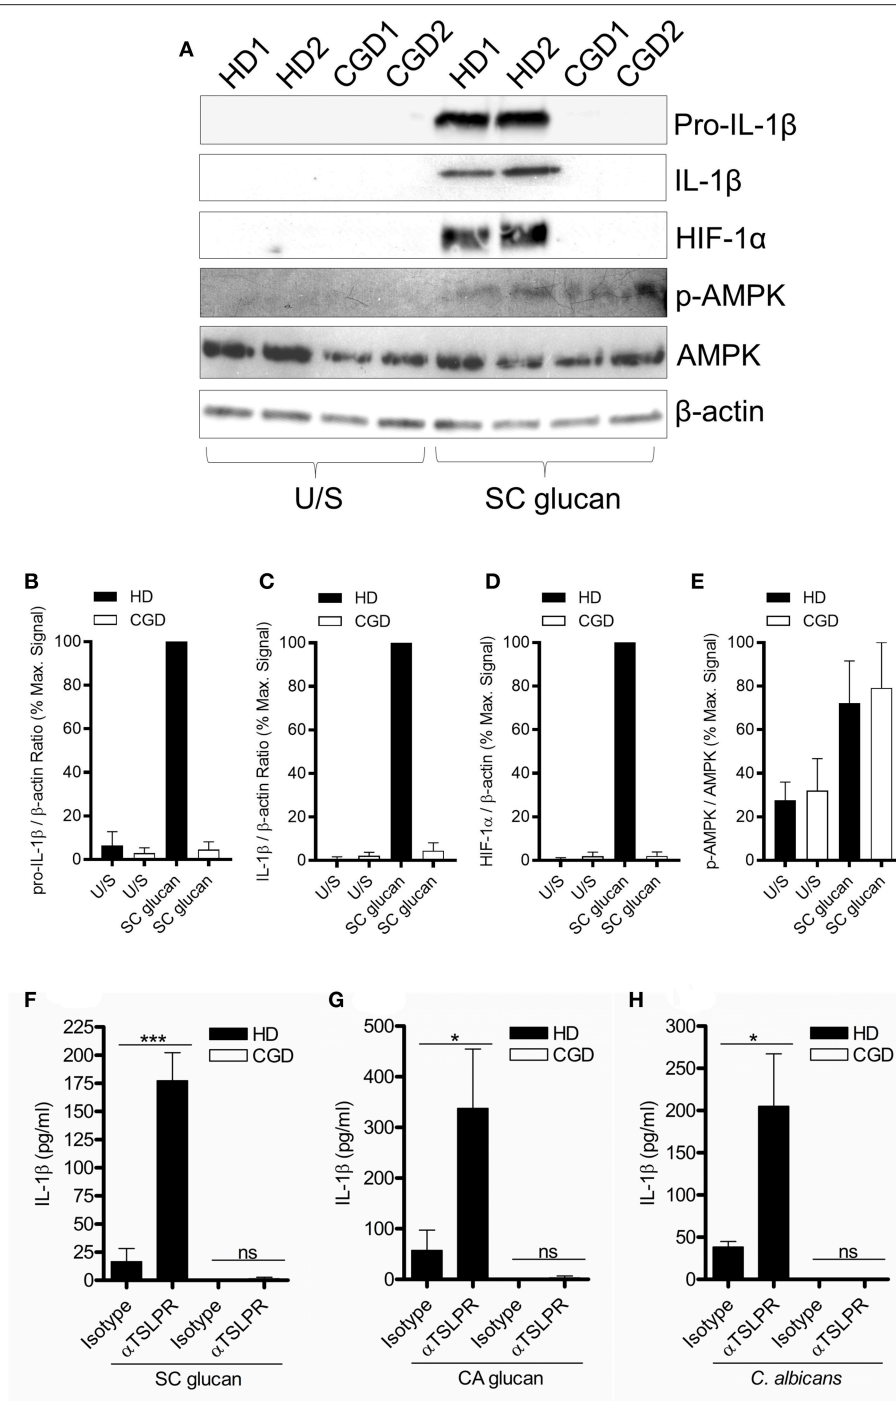 A
HD1 HD2 CGD1 CGD2 HD1 HD2 CGD1 CGD2
Pro-IL-1β
IL-1β
HIF-1α
p-AMPK
AMPK
β-actin
U/S SC glucan
B
HD
CGD
pro-IL-1β / β-actin Ratio (% Max. Signal)
100
80
60
40
20
0
U/S U/S SC glucan SC glucan
C
HD
CGD
IL-1β / β-actin Ratio (% Max. Signal)
100
80
60
40
20
0
U/S U/S SC glucan SC glucan
D
HD
CGD
HIF-1α / β-actin (% Max. Signal)
100
80
60
40
20
0
U/S U/S SC glucan SC glucan
E
HD
CGD
p-AMPK / AMPK (% Max. Signal)
100
80
60
40
20
0
U/S U/S SC glucan SC glucan
F
HD
CGD
IL-1β (pg/ml)
225
200
175
150
125
100
75
50
25
0
***
ns
Isotype αTSLPR Isotype αTSLPR
SC glucan
G
HD
CGD
IL-1β (pg/ml)
500
400
300
200
100
0
*
ns
Isotype αTSLPR Isotype αTSLPR
CA glucan
H
HD
CGD
IL-1β (pg/ml)
300
250
200
150
100
50
0
*
ns
Isotype αTSLPR Isotype αTSLPR
C. albicans